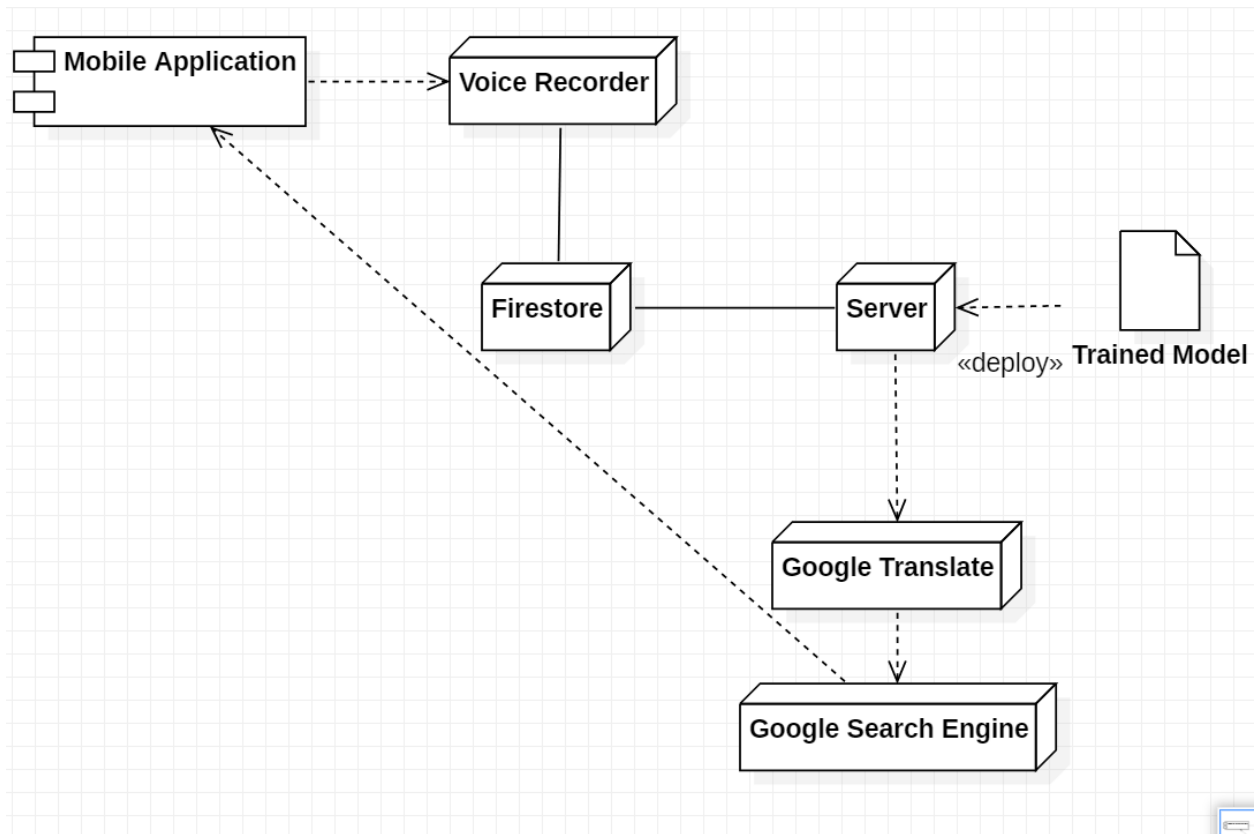 Mobile Application
Voice Recorder
Firestore
Server
«deploy»
Trained Model
Google Translate
Google Search Engine